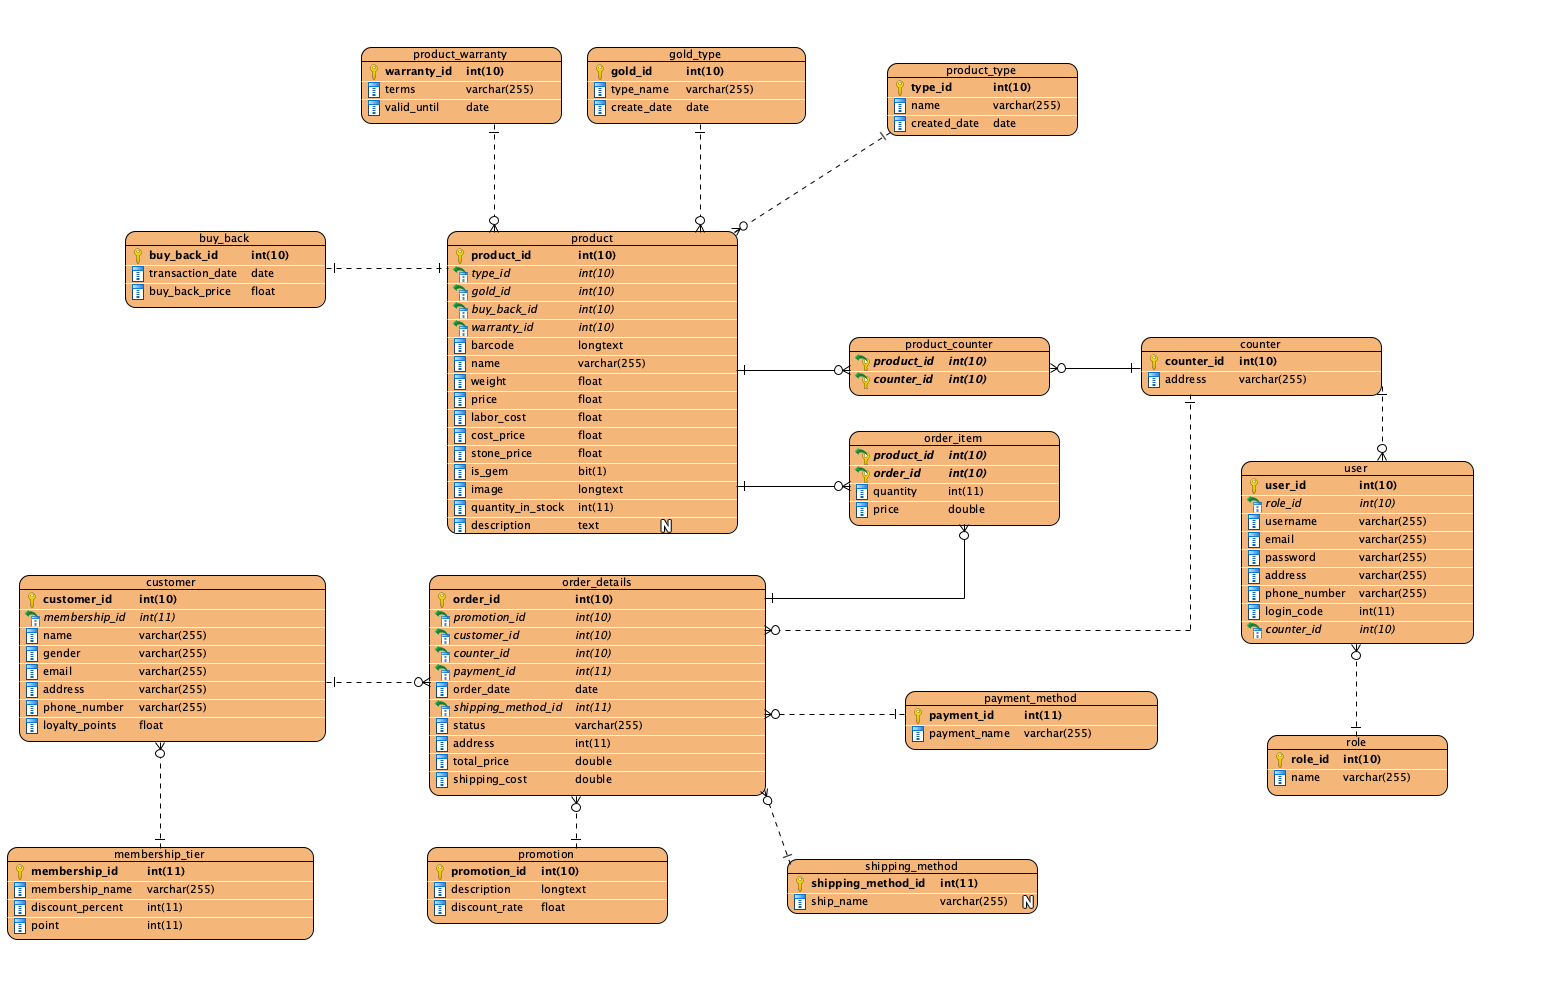 product_warranty
warranty_id int(10)
terms varchar(255)
valid_until date
gold_type
gold_id int(10)
type_name varchar(255)
create_date date
product_type
type_id int(10)
name varchar(255)
created_date date
buy_back
buy_back_id int(10)
transaction_date date
buy_back_price float
product
product_id int(10)
type_id int(10)
gold_id int(10)
buy_back_id int(10)
warranty_id int(10)
barcode longtext
name varchar(255)
weight float
price float
labor_cost float
cost_price float
stone_price float
is_gem bit(1)
image longtext
quantity_in_stock int(11)
description text N
product_counter
product_id int(10)
counter_id int(10)
counter
counter_id int(10)
address varchar(255)
order_item
product_id int(10)
order_id int(10)
quantity int(11)
price double
user
user_id int(10)
role_id int(10)
username varchar(255)
email varchar(255)
password varchar(255)
address varchar(255)
phone_number varchar(255)
login_code int(11)
counter_id int(10)
customer
customer_id int(10)
membership_id int(11)
name varchar(255)
gender varchar(255)
email varchar(255)
address varchar(255)
phone_number varchar(255)
loyalty_points float
order_details
order_id int(10)
promotion_id int(10)
customer_id int(10)
counter_id int(10)
payment_id int(11)
order_date date
shipping_method_id int(11)
status varchar(255)
address int(11)
total_price double
shipping_cost double
payment_method
payment_id int(11)
payment_name varchar(255)
role
role_id int(10)
name varchar(255)
membership_tier
membership_id int(11)
membership_name varchar(255)
discount_percent int(11)
point int(11)
promotion
promotion_id int(10)
description longtext
discount_rate float
shipping_method
shipping_method_id int(11)
ship_name varchar(255) N